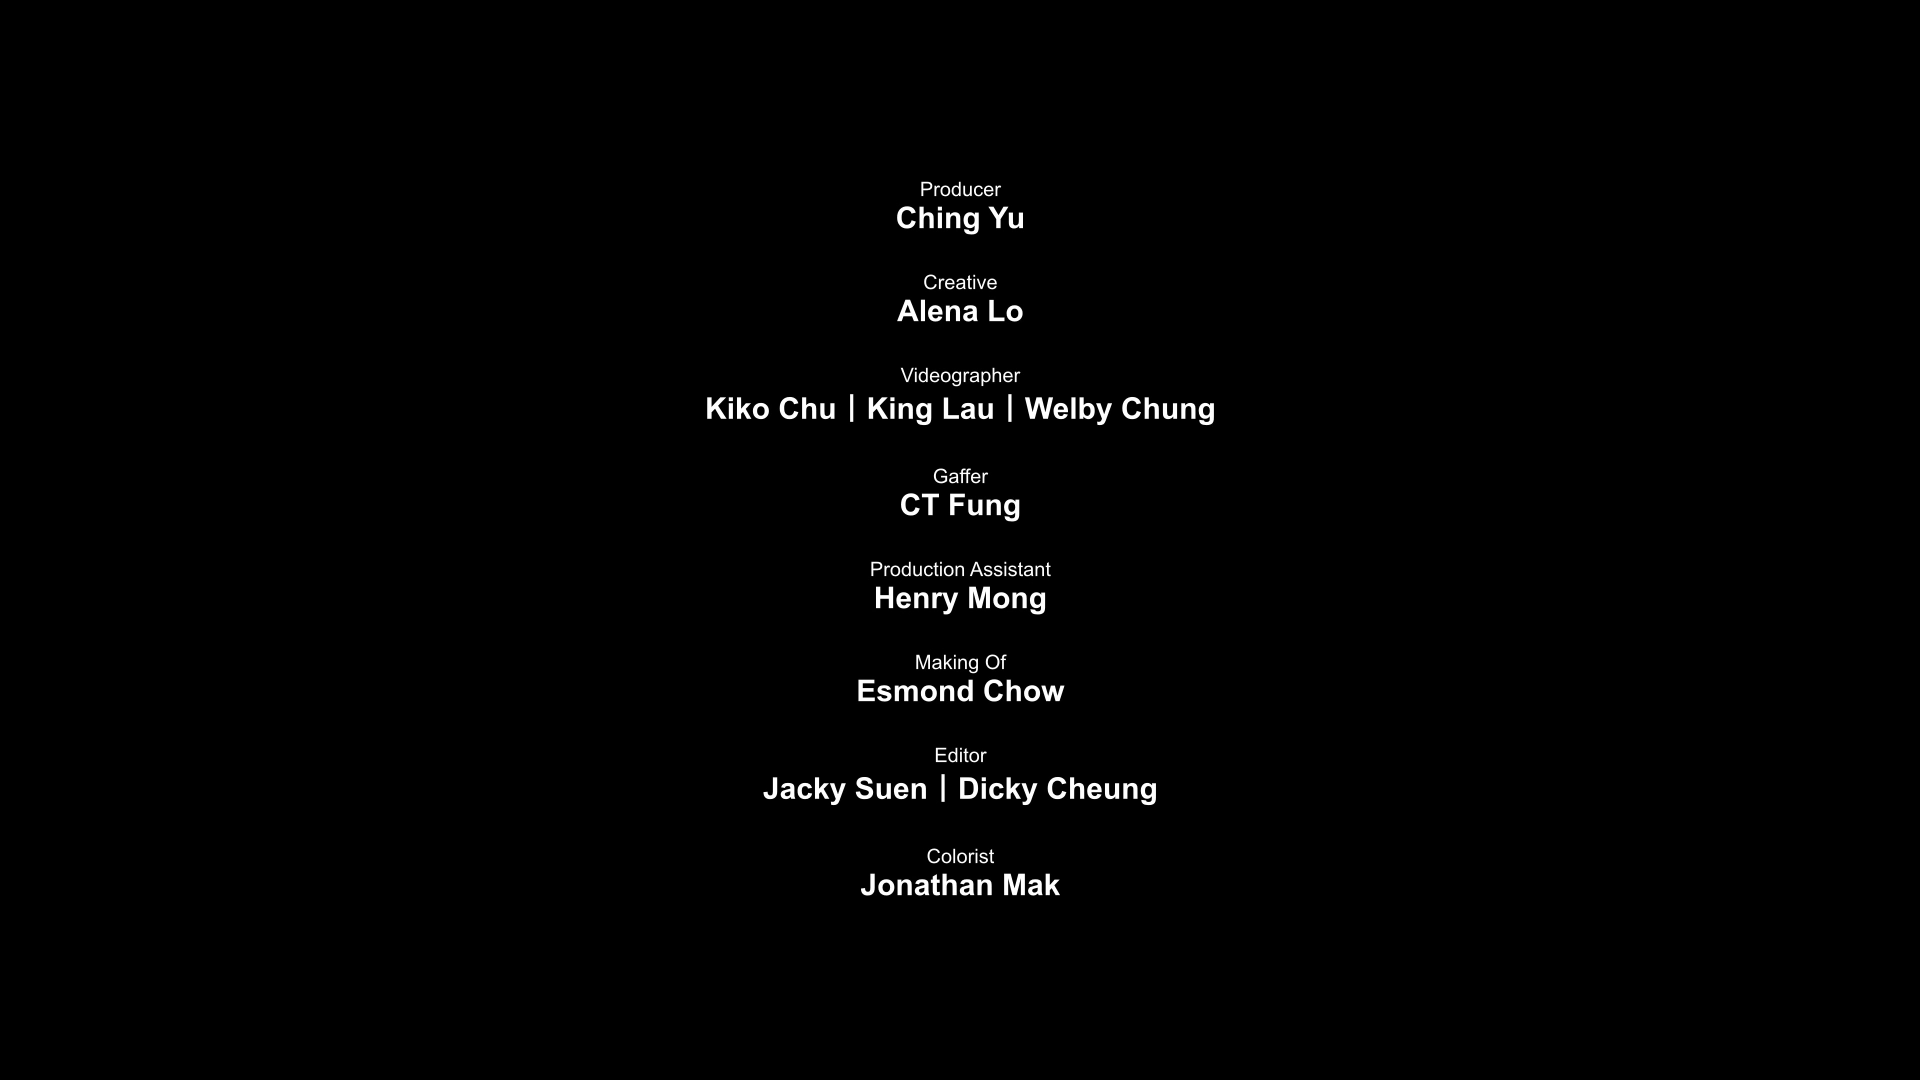 Producer
Ching Yu
Creative
Alena Lo
Videographer
Kiko Chu｜King Lau｜Welby Chung
Gaffer
CT Fung
Production Assistant
Henry Mong
Making Of
Esmond Chow
Editor
Jacky Suen｜Dicky Cheung
Colorist
Jonathan Mak